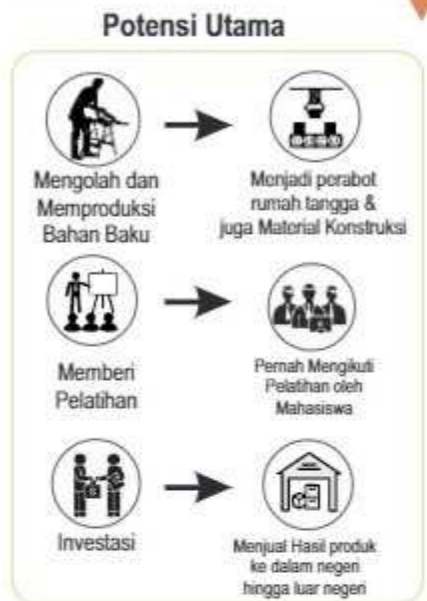 Potensi Utama
Mengolah dan
Memproduksi
Bahan Baku
Menjadi perabot
rumah tangga &
juga Material Konstruksi
Memberi
Pelatihan
Pernah Mengikuti
Pelatihan oleh
Mahasiswa
Investasi
Menjual Hasil produk
ke dalam negeri
hingga luar negeri